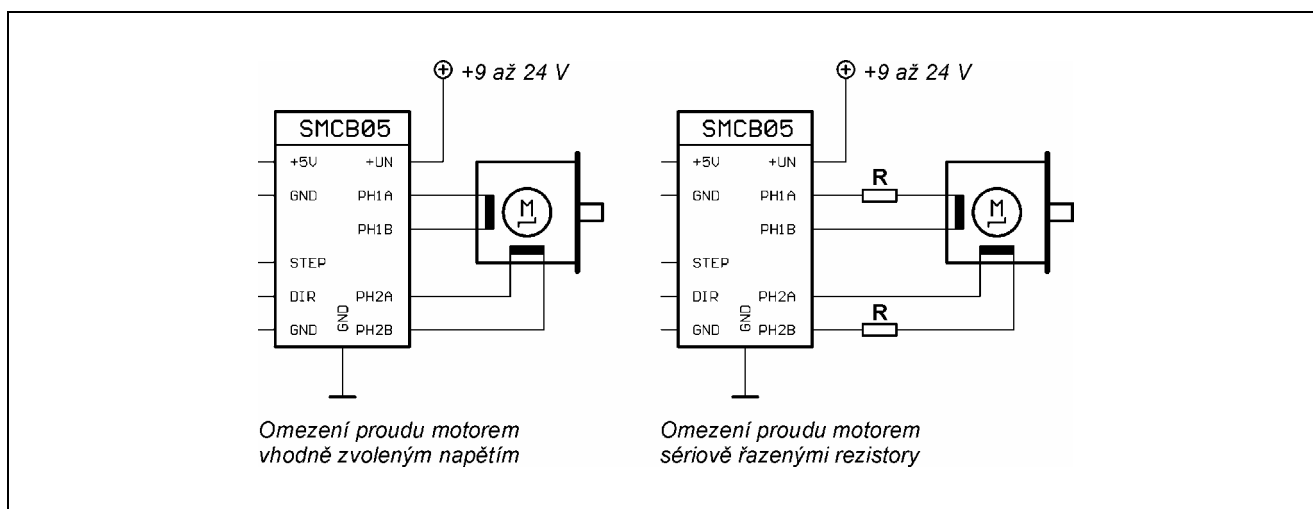 +9 až 24 V
SMCB05
+5V +UN
GND PH1A
PH1B
STEP
DIR PH2A
GND GND PH2B
M
Omezení proudu motorem
vhodně zvoleným napětím
+9 až 24 V
SMCB05
+5V +UN
GND PH1A
R
PH1B
STEP
DIR PH2A
R
GND GND PH2B
M
Omezení proudu motorem
sériově řazenými rezistory